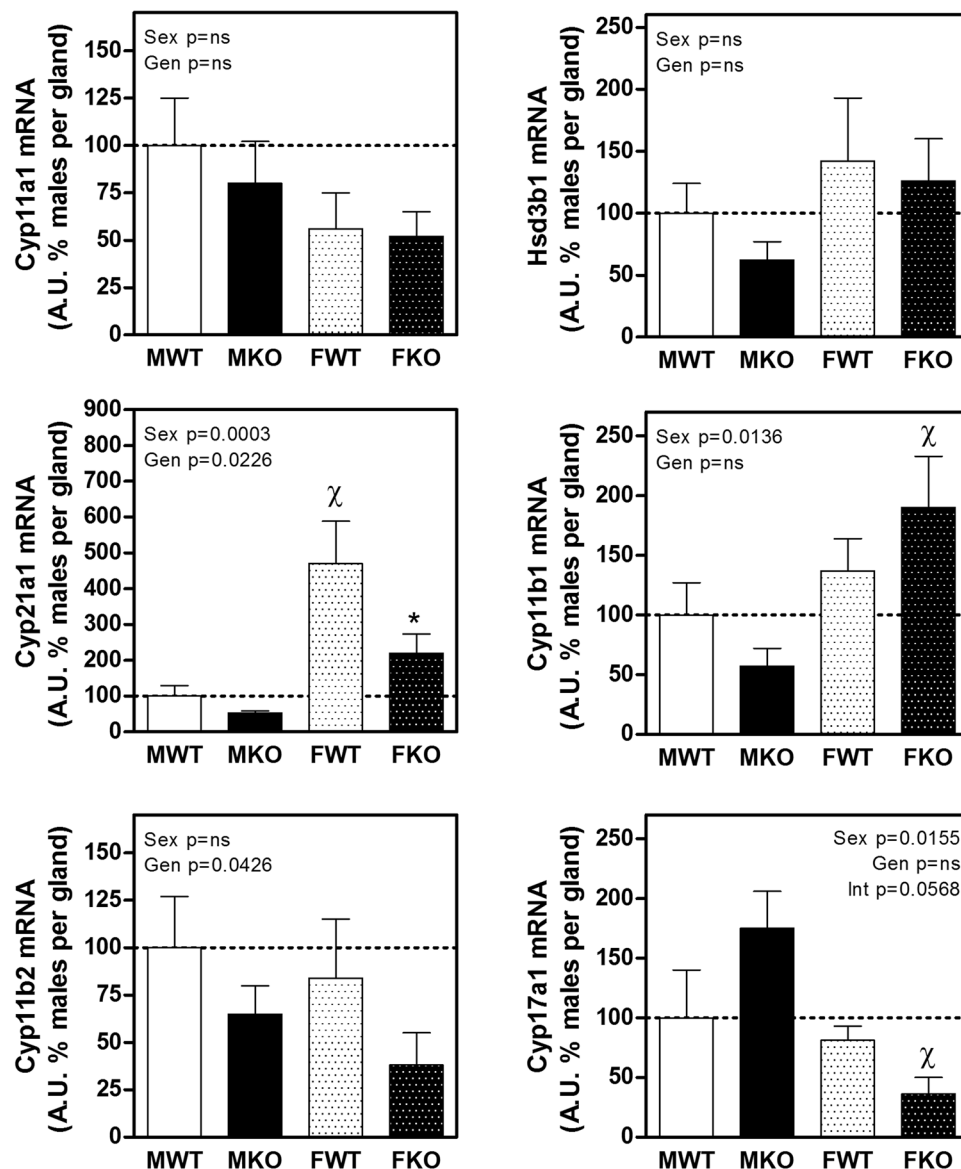 Cyp11a1 mRNA
(A.U. % males per gland)
150
125
100
75
50
25
0
Sex p=ns
Gen p=ns
MWT MKO FWT FKO
Hsd3b1 mRNA
(A.U. % males per gland)
250
200
150
100
50
0
Sex p=ns
Gen p=ns
MWT MKO FWT FKO
Cyp21a1 mRNA
(A.U. % males per gland)
900
800
700
600
500
400
300
200
100
0
Sex p=0.0003
Gen p=0.0226
χ
*
MWT MKO FWT FKO
Cyp11b1 mRNA
(A.U. % males per gland)
250
200
150
100
50
0
Sex p=0.0136
Gen p=ns
χ
MWT MKO FWT FKO
Cyp11b2 mRNA
(A.U. % males per gland)
150
125
100
75
50
25
0
Sex p=ns
Gen p=0.0426
MWT MKO FWT FKO
Cyp17a1 mRNA
(A.U. % males per gland)
250
200
150
100
50
0
Sex p=0.0155
Gen p=ns
Int p=0.0568
χ
MWT MKO FWT FKO